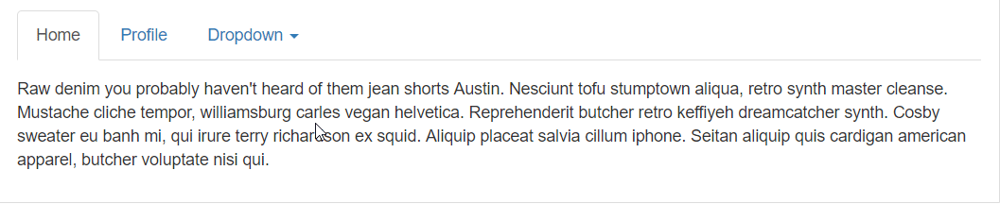 Home Profile Dropdown
Raw denim you probably haven't heard of them jean shorts Austin. Nesciunt tofu stumptown aliqua, retro synth master cleanse.
Mustache cliche tempor, williamsburg carles vegan helvetica. Reprehenderit butcher retro keffiyeh dreamcatcher synth. Cosby
sweater eu banh mi, qui irure terry richardson ex squid. Aliquip placeat salvia cillum iphone. Seitan aliquip quis cardigan american
apparel, butcher voluptate nisi qui.